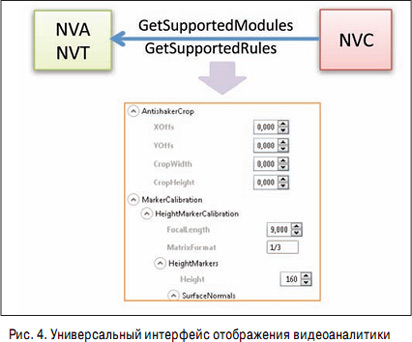 NVA
NVT
GetSupportedModules
GetSupportedRules
NVC
AntishakerCrop
XOffs 0,000
YOffs 0,000
CropWidth 0,000
CropHeight 0,000
MarkerCalibration
HeightMarkerCalibration
FocalLength 9,000
MatrixFormat 1/3
HeightMarkers
Height 160
SurfaceNormals
Рис. 4. Универсальный интерфейс отображения видеоаналитики